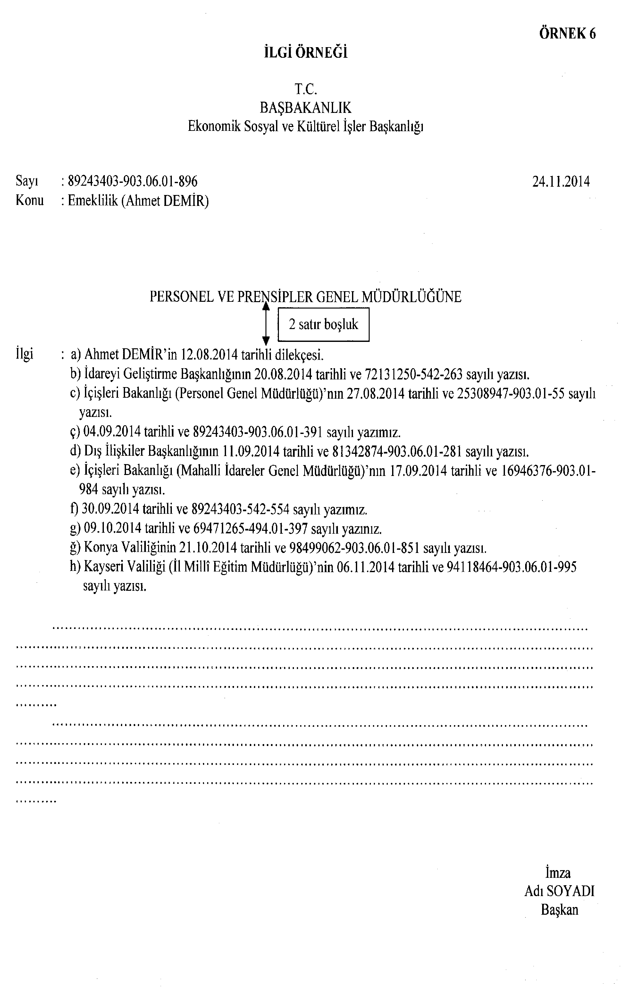 ÖRNEK 6
İLGİ ÖRNEĞİ
T.C.
BAŞBAKANLIK
Ekonomik Sosyal ve Kültürel İşler Başkanlığı
Sayı : 89243403-903.06.01-896 24.11.2014
Konu : Emeklilik (Ahmet DEMİR)
PERSONEL VE PRENSİPLER GENEL MÜDÜRLÜĞÜNE
2 satır boşluk
İlgi : a) Ahmet DEMİR'in 12.08.2014 tarihli dilekçesi.
b) İdareyi Geliştirme Başkanlığının 20.08.2014 tarihli ve 72131250-542-263 sayılı yazısı.
c) İçişleri Bakanlığı (Personel Genel Müdürlüğü)'nın 27.08.2014 tarihli ve 25308947-903.01-55 sayılı
yazısı.
ç) 04.09.2014 tarihli ve 89243403-903.06.01-391 sayılı yazımız.
d) Dış İlişkiler Başkanlığının 11.09.2014 tarihli ve 81342874-903.06.01-281 sayılı yazısı.
e) İçişleri Bakanlığı (Mahalli İdareler Genel Müdürlüğü)'nın 17.09.2014 tarihli ve 16946376-903.01-
984 sayılı yazısı.
f) 30.09.2014 tarihli ve 89243403-542-554 sayılı yazımız.
g) 09.10.2014 tarihli ve 69471265-494.01-397 sayılı yazınız.
ğ) Konya Valiliğinin 21.10.2014 tarihli ve 98499062-903.06.01-851 sayılı yazısı.
h) Kayseri Valiliği (İl Millî Eğitim Müdürlüğü)'nin 06.11.2014 tarihli ve 94118464-903.06.01-995
sayılı yazısı.
İmza
Adı SOYADI
Başkan